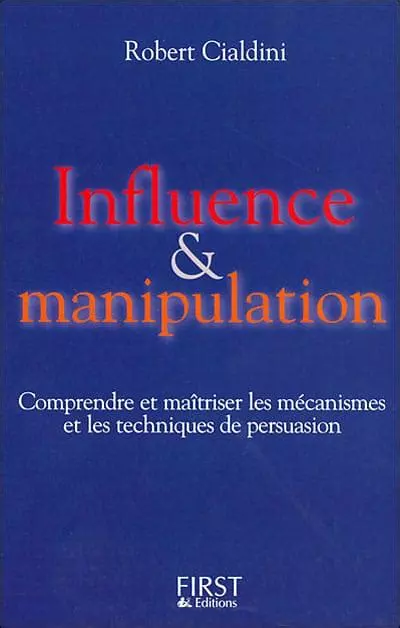 Robert Cialdini
Influence
&
manipulation
Comprendre et maîtriser les mécanismes
et les techniques de persuasion
FIRST
& Editions